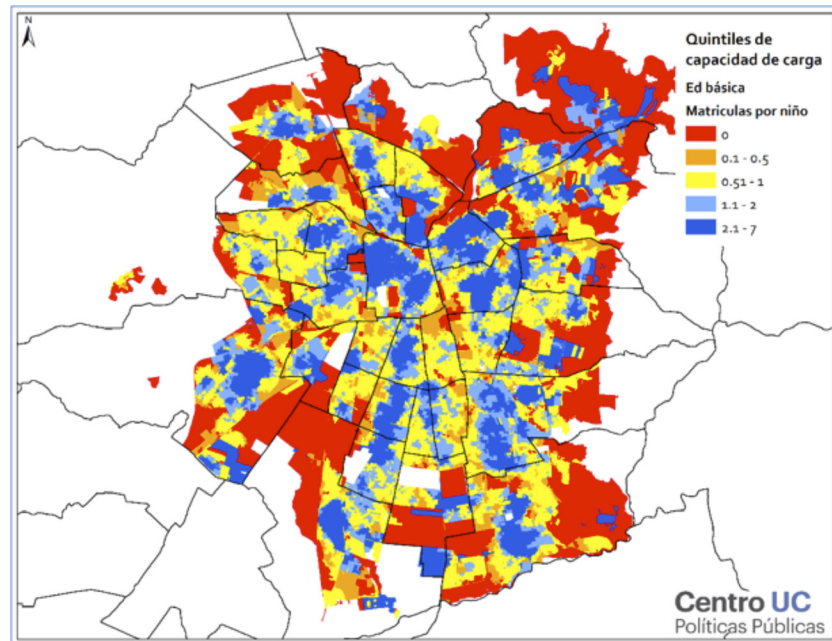 N
Quintiles de
capacidad de carga
Ed básica
Matriculas por niño
0
0.1 - 0.5
0.51 - 1
1.1 - 2
2.1 - 7
Centro UC
Políticas Públicas